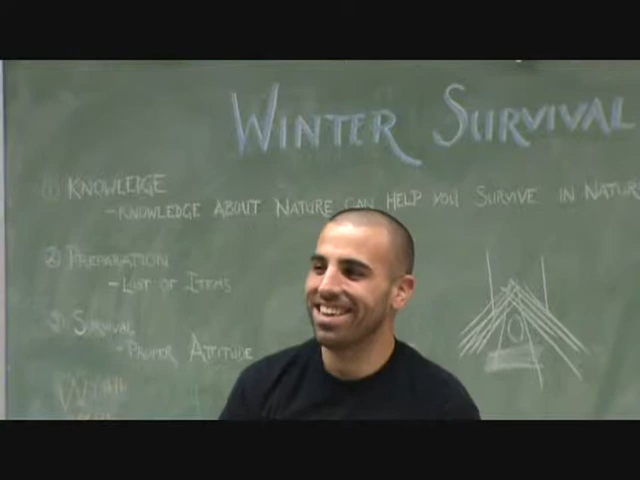 WINTER SURVIVAL
① KNOWLEDGE
- KNOWLEDGE ABOUT NATURE CAN HELP YOU SURVIVE IN NATUR
② PREPARATION
- LIST OF ITEMS
③ SURVIVAL
- PROPER ATTITUDE